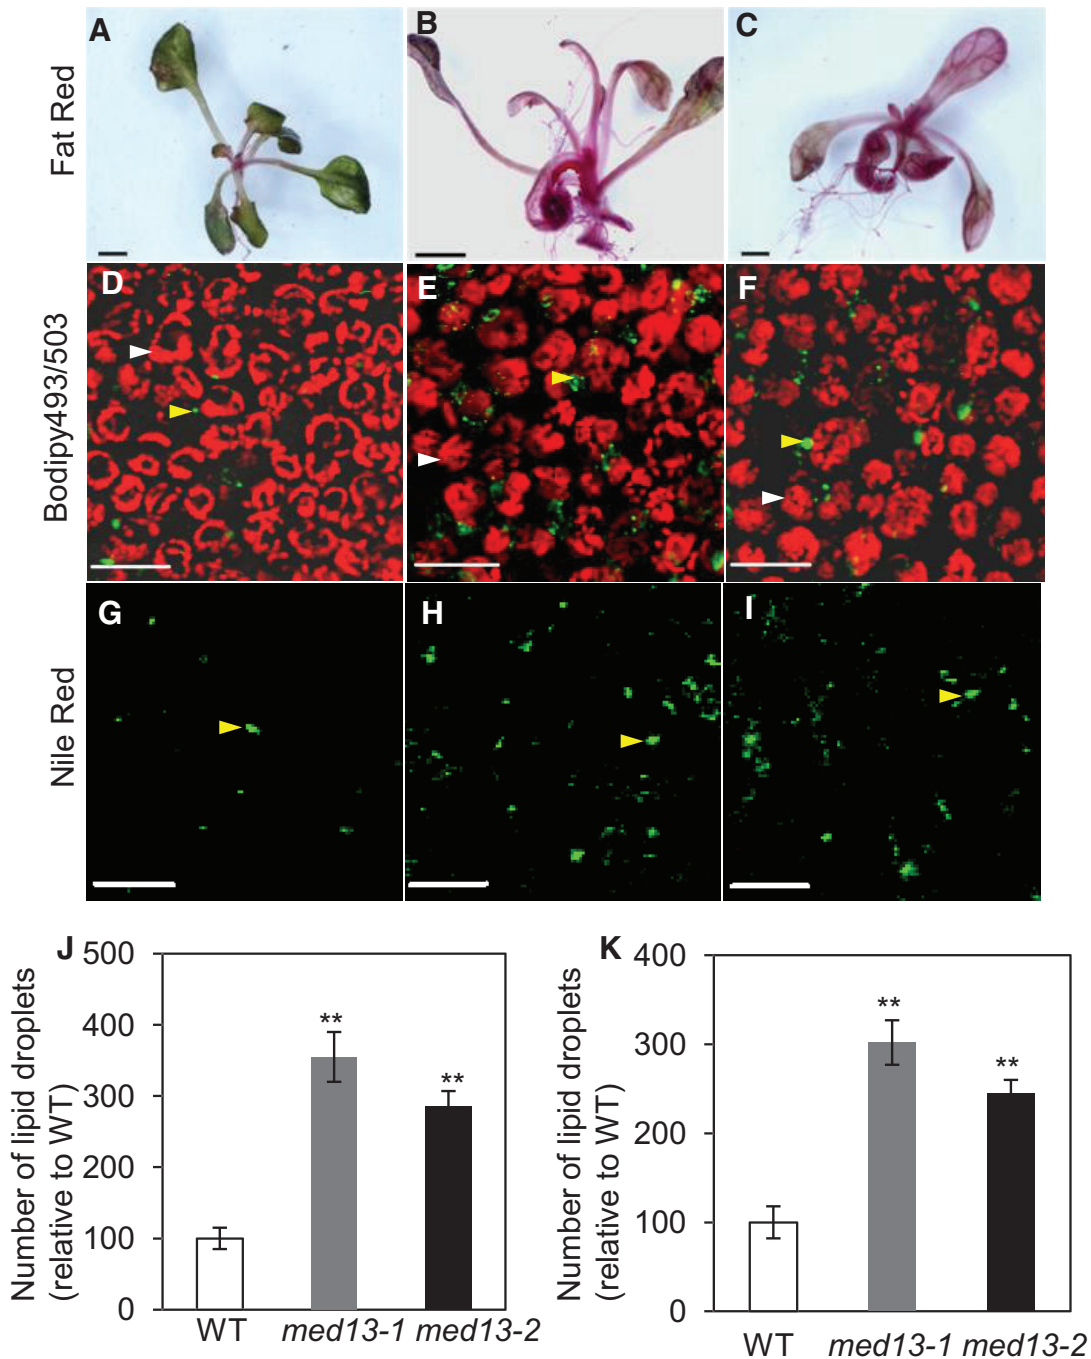 Fat Red
A
B
C
Bodipy493/503
D
E
F
Nile Red
G
H
I
J
Number of lipid droplets
(relative to WT)
500
400
300
200
100
0
**
**
WT
med13-1
med13-2
K
Number of lipid droplets
(relative to WT)
400
300
200
100
0
**
**
WT
med13-1
med13-2